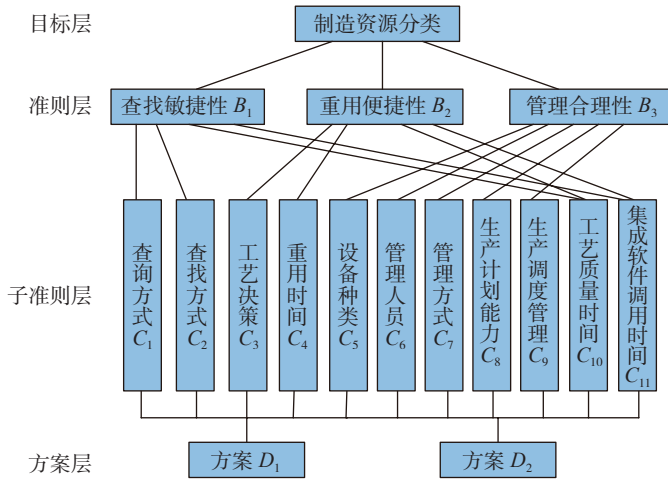 目标层
制造资源分类
准则层
查找敏捷性 B₁
重用便捷性 B₂
管理合理性 B₃
子准则层
查询方式 C₁
查找方式 C₂
工艺决策 C₃
重用时间 C₄
设备种类 C₅
管理人员 C₆
管理方式 C₇
生产计划能力 C₈
生产调度管理 C₉
工艺质量时间 C₁₀
集成软件调用时间 C₁₁
方案层
方案 D₁
方案 D₂